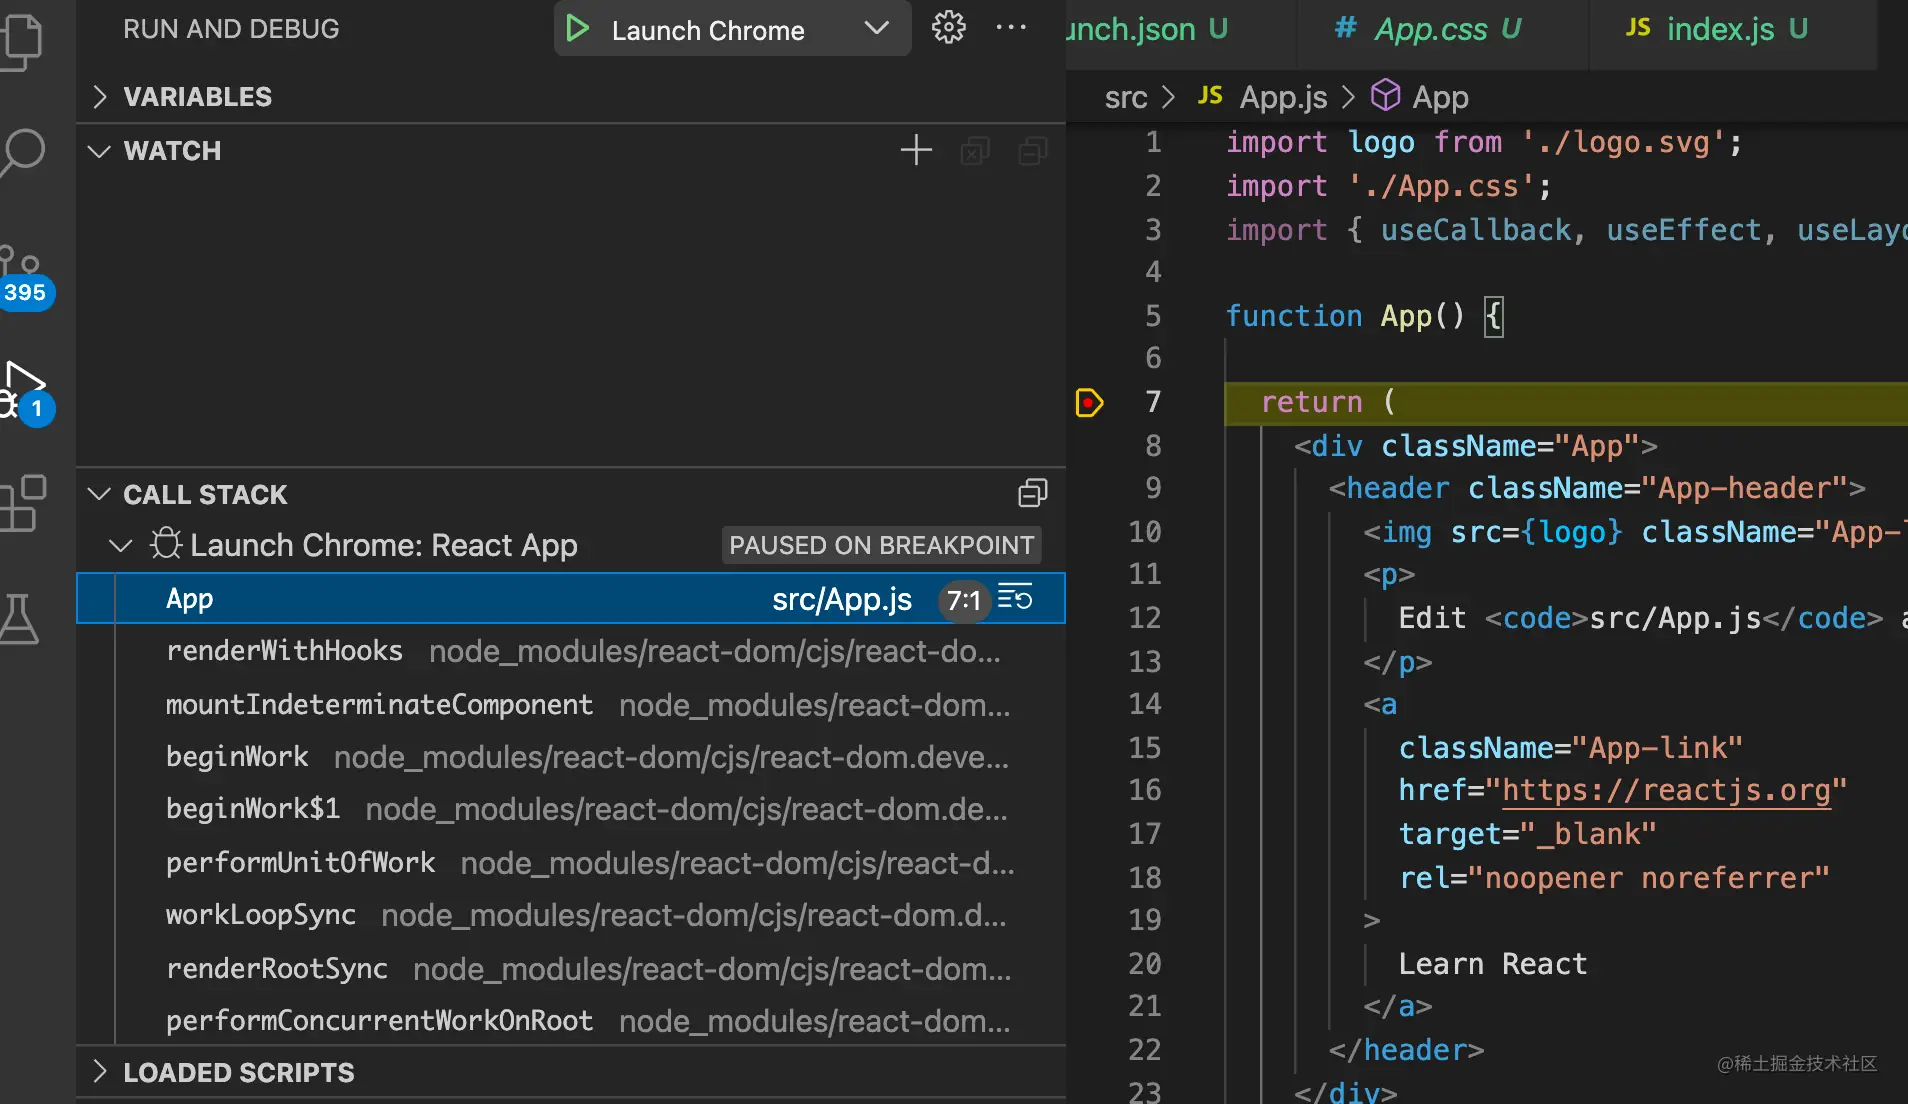 RUN AND DEBUG
Launch Chrome
VARIABLES
WATCH
395
1
CALL STACK
Launch Chrome: React App PAUSED ON BREAKPOINT
App src/App.js 7:1
renderWithHooks node_modules/react-dom/cjs/react-do...
mountIndeterminateComponent node_modules/react-dom...
beginWork node_modules/react-dom/cjs/react-dom.deve...
beginWork$1 node_modules/react-dom/cjs/react-dom.de...
performUnitOfWork node_modules/react-dom/cjs/react-d...
workLoopSync node_modules/react-dom/cjs/react-dom.d...
renderRootSync node_modules/react-dom/cjs/react-dom...
performConcurrentWorkOnRoot node_modules/react-dom...
LOADED SCRIPTS
unch.json U # App.css U JS index.js U
src > JS App.js > App
1 import logo from './logo.svg';
2 import './App.css';
3 import { useCallback, useEffect, useLayo
4
5 function App() {
6
7 return (
8 <div className="App">
9 <header className="App-header">
10 <img src={logo} className="App-l
11 <p>
12 Edit <code>src/App.js</code> a
13 </p>
14 <a
15 className="App-link"
16 href="https://reactjs.org"
17 target="_blank"
18 rel="noopener noreferrer"
19 >
20 Learn React
21 </a>
22 </header>
23 </div>
@稀土掘金技术社区